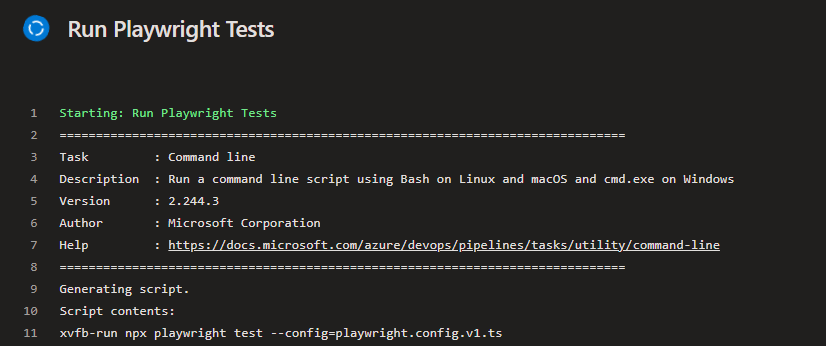 Run Playwright Tests
1 Starting: Run Playwright Tests
2 ==============================================================================
3 Task         : Command line
4 Description  : Run a command line script using Bash on Linux and macOS and cmd.exe on Windows
5 Version      : 2.244.3
6 Author       : Microsoft Corporation
7 Help         : https://docs.microsoft.com/azure/devops/pipelines/tasks/utility/command-line
8 ==============================================================================
9 Generating script.
10 Script contents:
11 xvfb-run npx playwright test --config=playwright.config.v1.ts